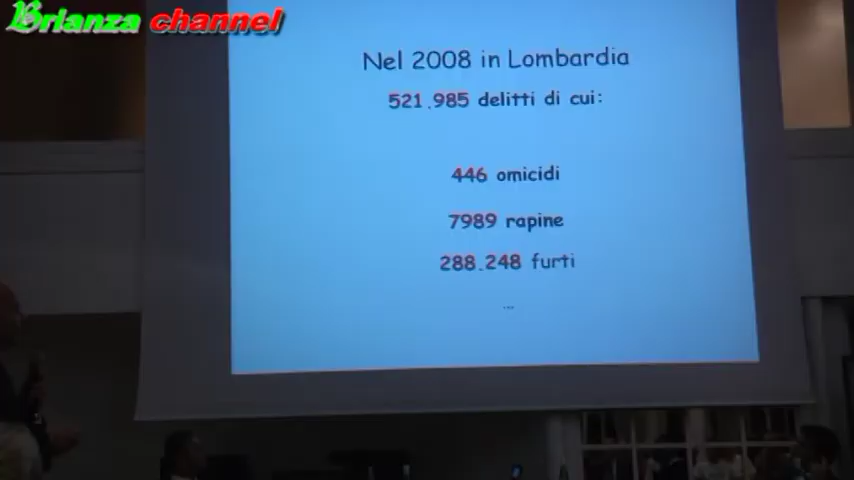 Brianza channel
Nel 2008 in Lombardia
521.985 delitti di cui:
446 omicidi
7989 rapine
288.248 furti
...